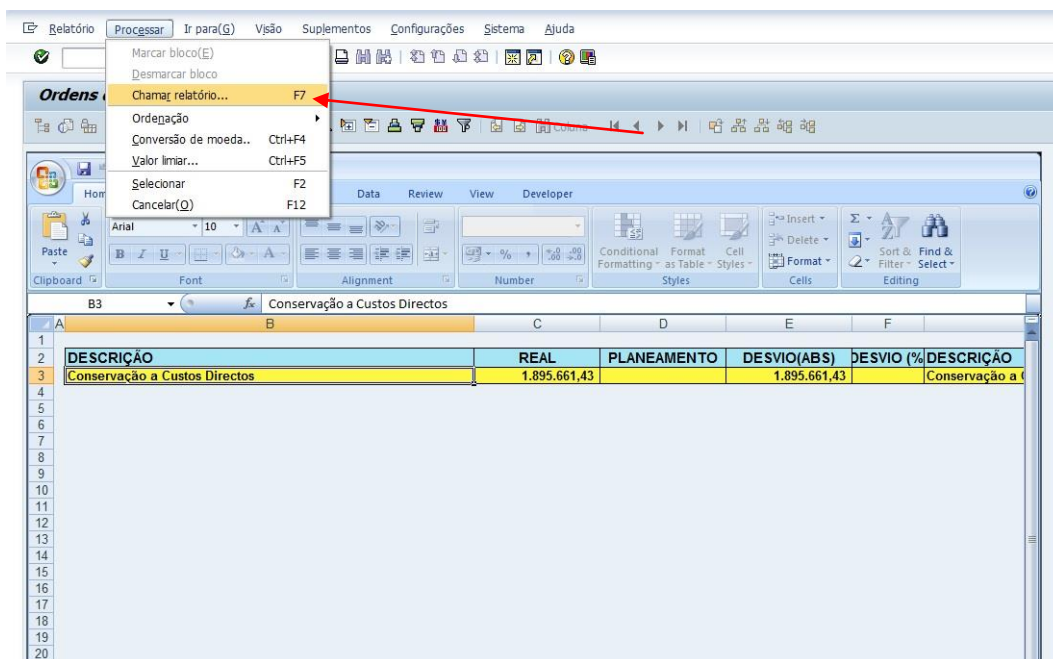 Relatório Processar Ir para(G) Visão Suplementos Configurações Sistema Ajuda
Marcar bloco(E)
Desmarcar bloco
Ordens
Chamar relatório... F7
Ordenação
Coluna
Conversão de moeda.. Ctrl+F4
Valor limiar... Ctrl+F5
Selecionar F2
Cancelar(O) F12
Hom Data Review View Developer
Paste
Arial 10
B I U
Conditional Formatting
Format as Table
Cell Styles
Insert
Delete
Format
Sort & Filter
Find & Select
Clipboard Font Alignment Number Styles Cells Editing
B3 fx Conservação a Custos Directos
A B C D E F
1
2 DESCRIÇÃO REAL PLANEAMENTO DESVIO(ABS) DESVIO (% DESCRIÇÃO
3 Conservação a Custos Directos 1.895.661,43 1.895.661,43 Conservação a
4
5
6
7
8
9
10
11
12
13
14
15
16
17
18
19
20